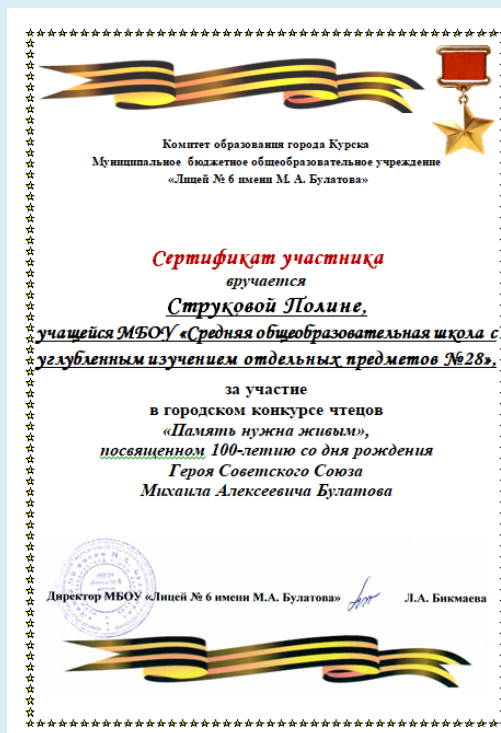 Комитет образования города Курска
Муниципальное бюджетное общеобразовательное учреждение
«Лицей № 6 имени М. А. Булатова»
Сертификат участника
вручается
Струковой Полине,
учащейся МБОУ «Средняя общеобразовательная школа с
углубленным изучением отдельных предметов №28»,
за участие
в городском конкурсе чтецов
«Память нужна живым»,
посвященном 100-летию со дня рождения
Героя Советского Союза
Михаила Алексеевича Булатова
Директор МБОУ «Лицей № 6 имени М.А. Булатова» Л.А. Бикмаева